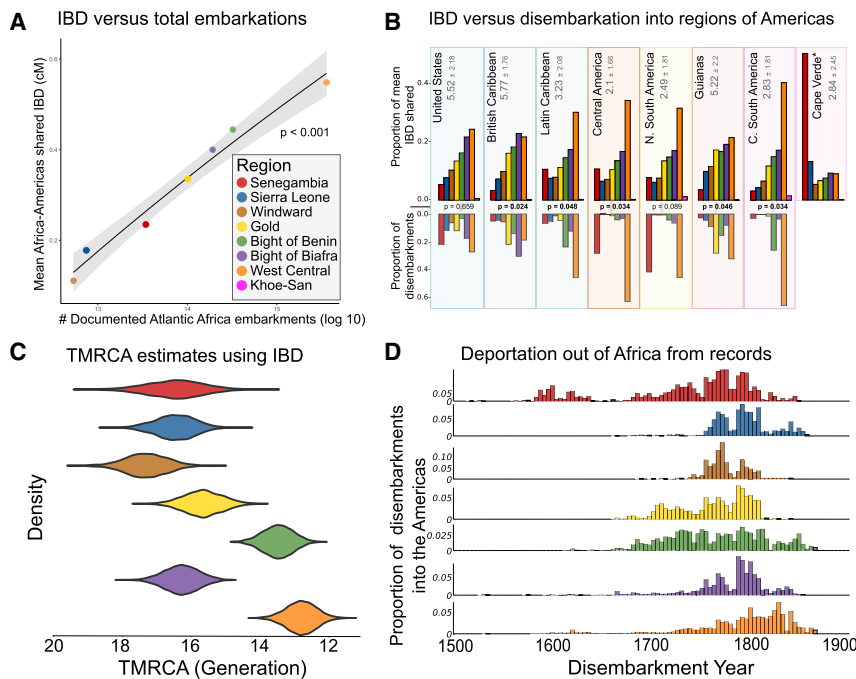 A
IBD versus total embarkations
Mean Africa-Americas shared IBD (cM)
0.6
0.4
0.2
p < 0.001
Region
Senegambia
Sierra Leone
Windward
Gold
Bight of Benin
Bight of Biafra
West Central
Khoe-San
13
14
15
# Documented Atlantic Africa embarkments (log 10)
B
IBD versus disembarkation into regions of Americas
Proportion of mean
IBD shared
0.4
0.2
0.0
United States
5.52 ± 2.18
British Caribbean
5.77 ± 1.76
Latin Caribbean
3.23 ± 2.08
Central America
2.1 ± 1.66
N. South America
2.49 ± 1.81
Guianas
5.22 ± 2.2
C. South America
2.83 ± 1.81
Cape Verde*
2.84 ± 2.45
p = 0.659
p = 0.024
p = 0.048
p = 0.034
p = 0.089
p = 0.046
p = 0.034
Proportion of
disembarkments
0.0
0.2
0.4
0.6
C
TMRCA estimates using IBD
Density
20
18
16
14
12
TMRCA (Generation)
D
Deportation out of Africa from records
Proportion of disembarkments
into the Americas
0.05
0
0.05
0
0.10
0.05
0
0.05
0
0.025
0
0.05
0
0.05
0
1500
1600
1700
1800
1900
Disembarkment Year